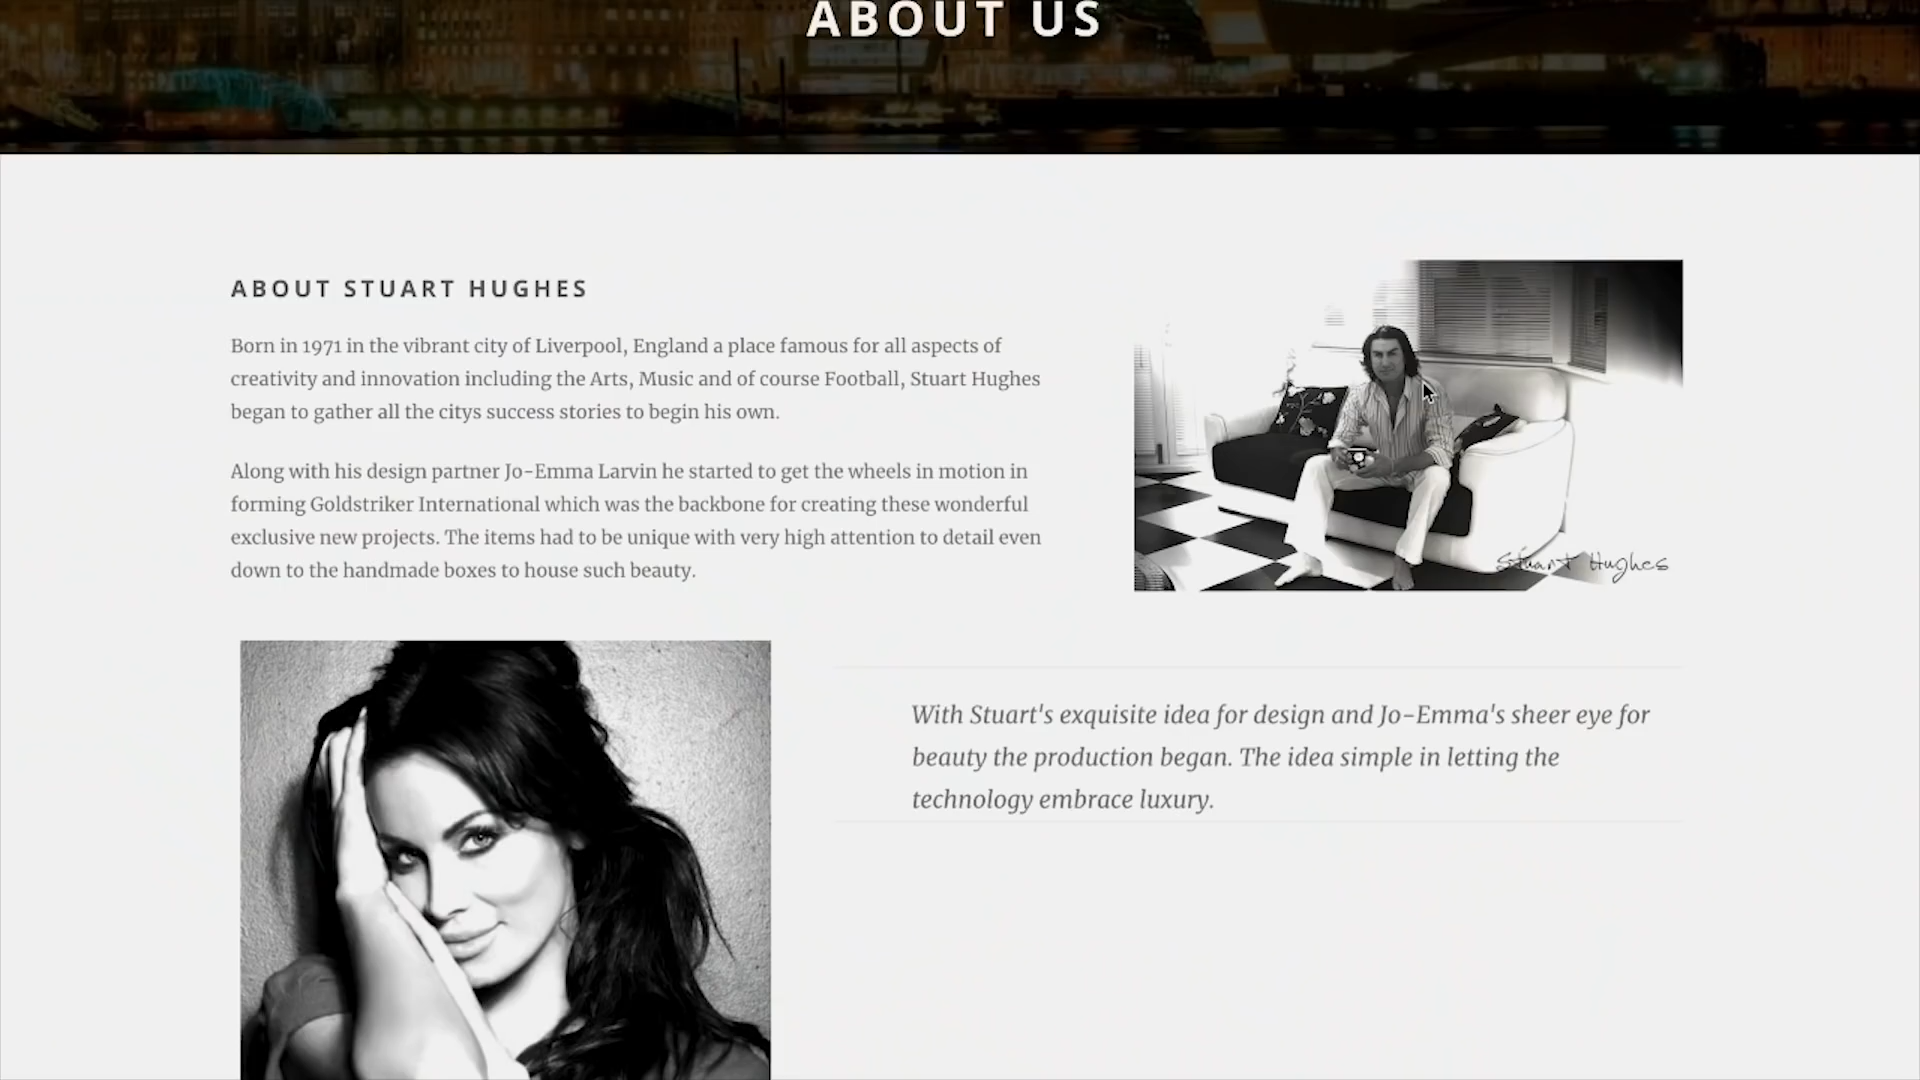 ABOUT US
ABOUT STUART HUGHES
Born in 1971 in the vibrant city of Liverpool, England a place famous for all aspects of
creativity and innovation including the Arts, Music and of course Football, Stuart Hughes
began to gather all the citys success stories to begin his own.
Along with his design partner Jo-Emma Larvin he started to get the wheels in motion in
forming Goldstriker International which was the backbone for creating these wonderful
exclusive new projects. The items had to be unique with very high attention to detail even
down to the handmade boxes to house such beauty.
Stuart Hughes
With Stuart's exquisite idea for design and Jo-Emma's sheer eye for
beauty the production began. The idea simple in letting the
technology embrace luxury.